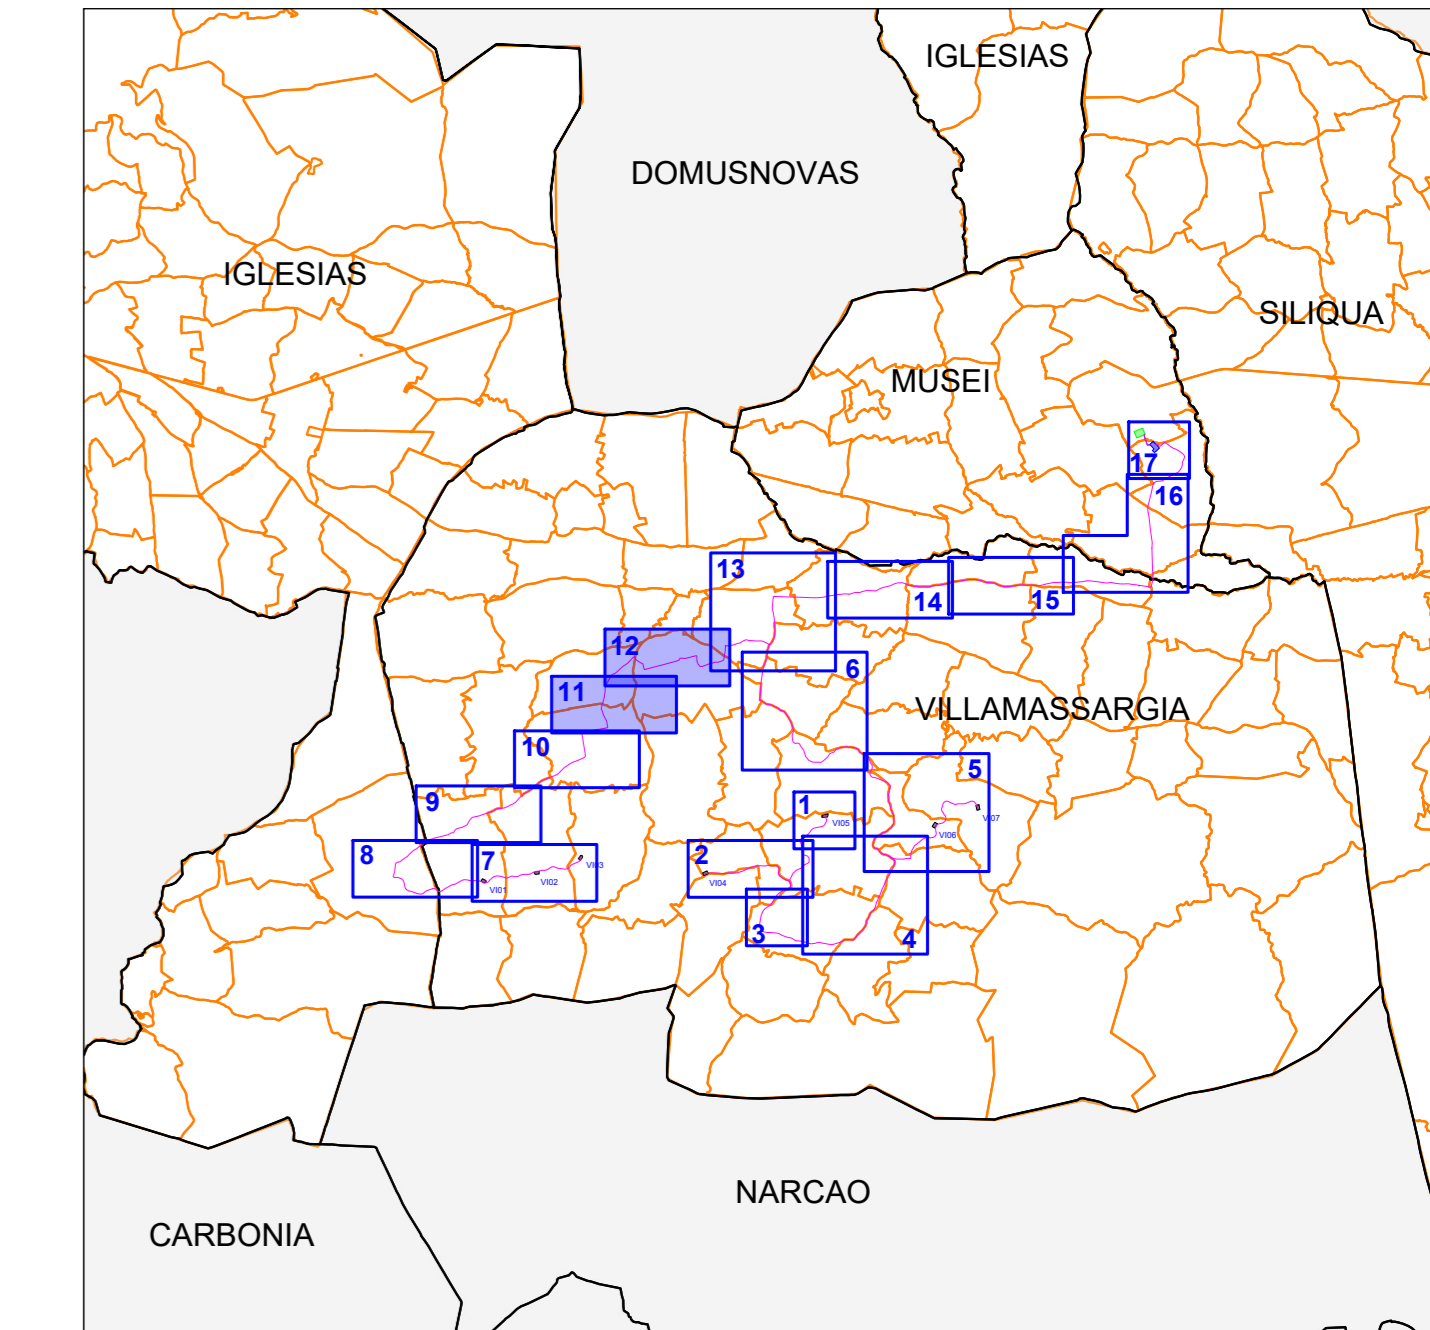 IGLESIAS
DOMUSNOVAS
IGLESIAS
SILIQUA
MUSEI
17
16
13
14
15
12
6
11
VILLAMASSARGIA
10
5
9
1
VI07
VI05
VI06
8
7
2
VI03
VI01
VI02
VI04
3
4
NARCAO
CARBONIA